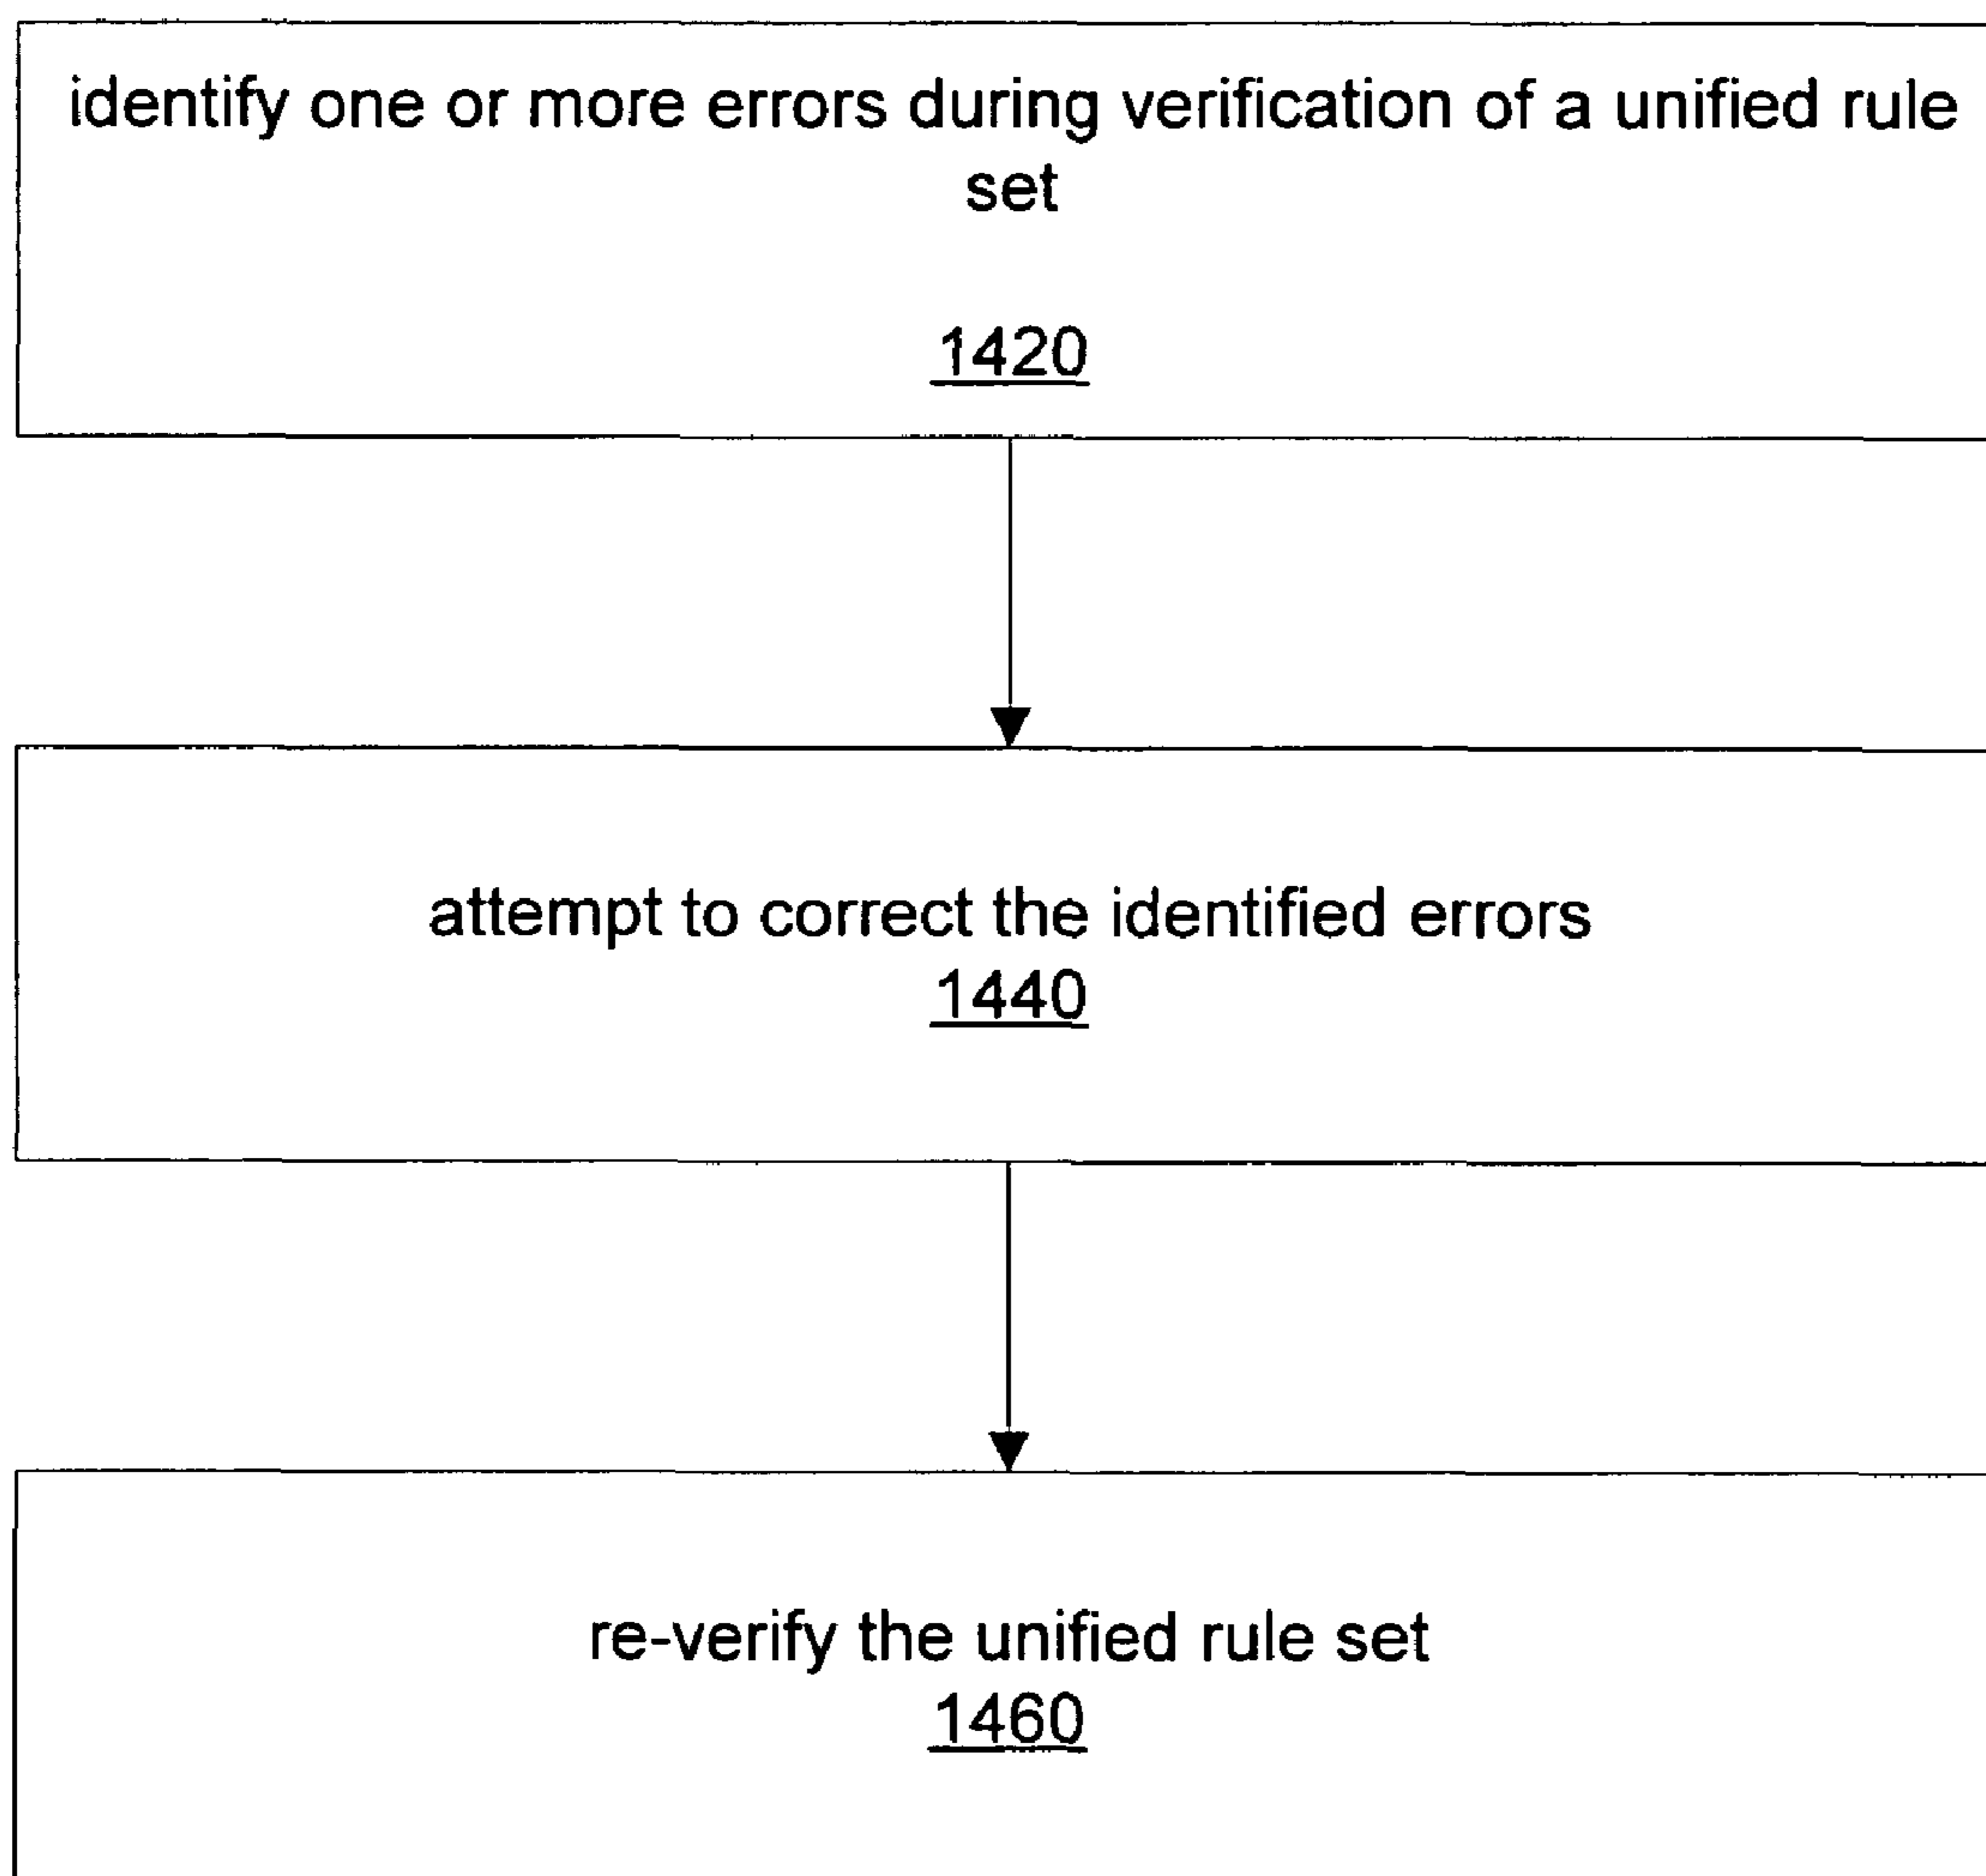 identify one or more errors during verification of a unified rule
set
1420
attempt to correct the identified errors
1440
re-verify the unified rule set
1460